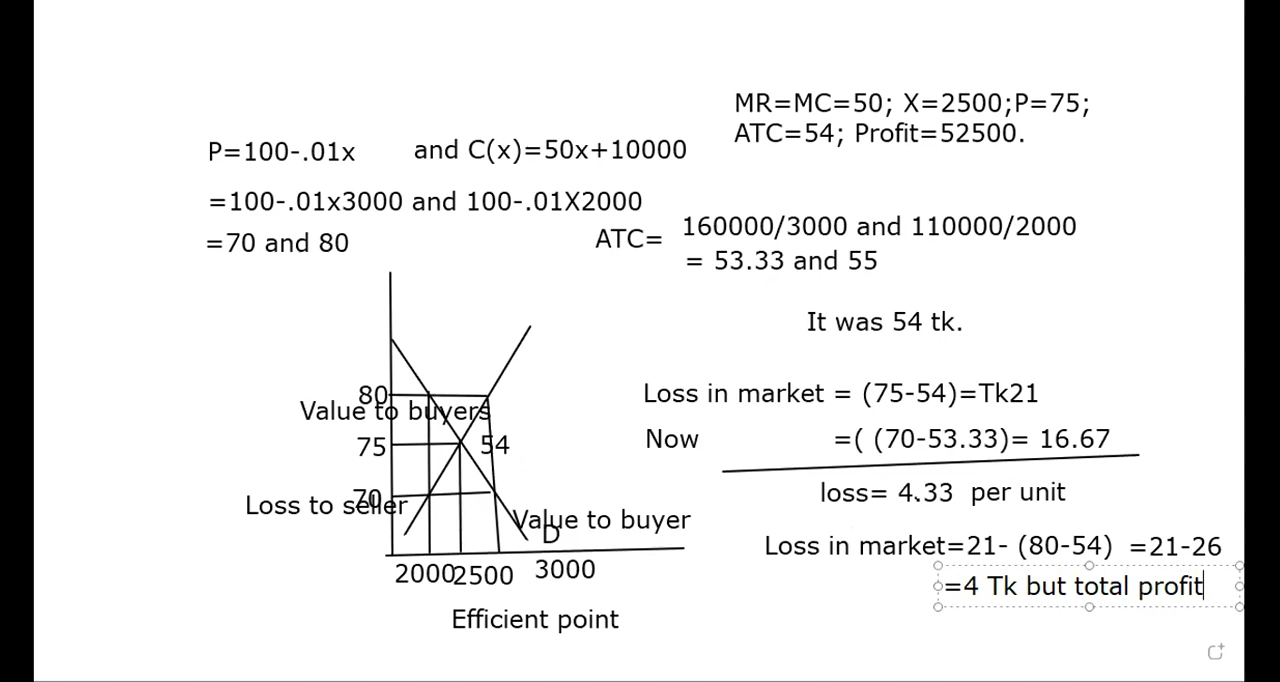 MR=MC=50; X=2500;P=75;
ATC=54; Profit=52500.
P=100-.01x and C(x)=50x+10000
=100-.01x3000 and 100-.01X2000
=70 and 80
ATC= 160000/3000 and 110000/2000
= 53.33 and 55
It was 54 tk.
80
Value to buyers
75
54
70
Loss to seller
Value to buyer
D
2000
2500
3000
Efficient point
Loss in market = (75-54)=Tk21
Now =( (70-53.33)= 16.67
loss= 4.33 per unit
Loss in market=21- (80-54) =21-26
=4 Tk but total profit